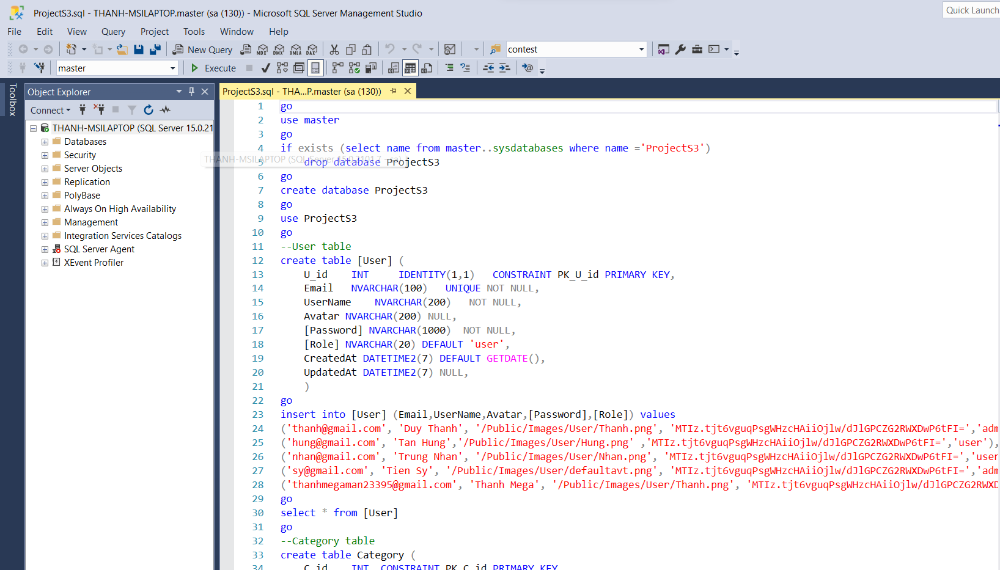 ProjectS3.sql - THANH-MSILAPTOP.master (sa (130)) - Microsoft SQL Server Management Studio
Quick Launch
File Edit View Query Project Tools Window Help
New Query MDX DMX XMLA DAX contest
master Execute
Toolbox
Object Explorer
Connect
THANH-MSILAPTOP (SQL Server 15.0.21
Databases
Security
Server Objects
Replication
PolyBase
Always On High Availability
Management
Integration Services Catalogs
SQL Server Agent
XEvent Profiler
THANH-MSILAPTOP (SQL Server 15.0.2101.7 - sa)
ProjectS3.sql - THA...P.master (sa (130))
1 go
2 use master
3 go
4 if exists (select name from master..sysdatabases where name ='ProjectS3')
5 drop database ProjectS3
6 go
7 create database ProjectS3
8 go
9 use ProjectS3
10 go
11 --User table
12 create table [User] (
13 U_id INT IDENTITY(1,1) CONSTRAINT PK_U_id PRIMARY KEY,
14 Email NVARCHAR(100) UNIQUE NOT NULL,
15 UserName NVARCHAR(200) NOT NULL,
16 Avatar NVARCHAR(200) NULL,
17 [Password] NVARCHAR(1000) NOT NULL,
18 [Role] NVARCHAR(20) DEFAULT 'user',
19 CreatedAt DATETIME2(7) DEFAULT GETDATE(),
20 UpdatedAt DATETIME2(7) NULL,
21 )
22 go
23 insert into [User] (Email,UserName,Avatar,[Password],[Role]) values
24 ('thanh@gmail.com', 'Duy Thanh', '/Public/Images/User/Thanh.png', 'MTIz.tjt6vguqPsgWHzcHAiiOjlw/dJlGPCZG2RWXDwP6tFI=','adm
25 ('hung@gmail.com', 'Tan Hung','/Public/Images/User/Hung.png' ,'MTIz.tjt6vguqPsgWHzcHAiiOjlw/dJlGPCZG2RWXDwP6tFI=','user'),
26 ('nhan@gmail.com', 'Trung Nhan', '/Public/Images/User/Nhan.png', 'MTIz.tjt6vguqPsgWHzcHAiiOjlw/dJlGPCZG2RWXDwP6tFI=','user
27 ('sy@gmail.com', 'Tien Sy', '/Public/Images/User/defaultavt.png', 'MTIz.tjt6vguqPsgWHzcHAiiOjlw/dJlGPCZG2RWXDwP6tFI=','adm
28 ('thanhmegaman23395@gmail.com', 'Thanh Mega', '/Public/Images/User/Thanh.png', 'MTIz.tjt6vguqPsgWHzcHAiiOjlw/dJlGPCZG2RWXD
29 go
30 select * from [User]
31 go
32 --Category table
33 create table Category (
34 C_id INT CONSTRAINT PK_C_id PRIMARY KEY